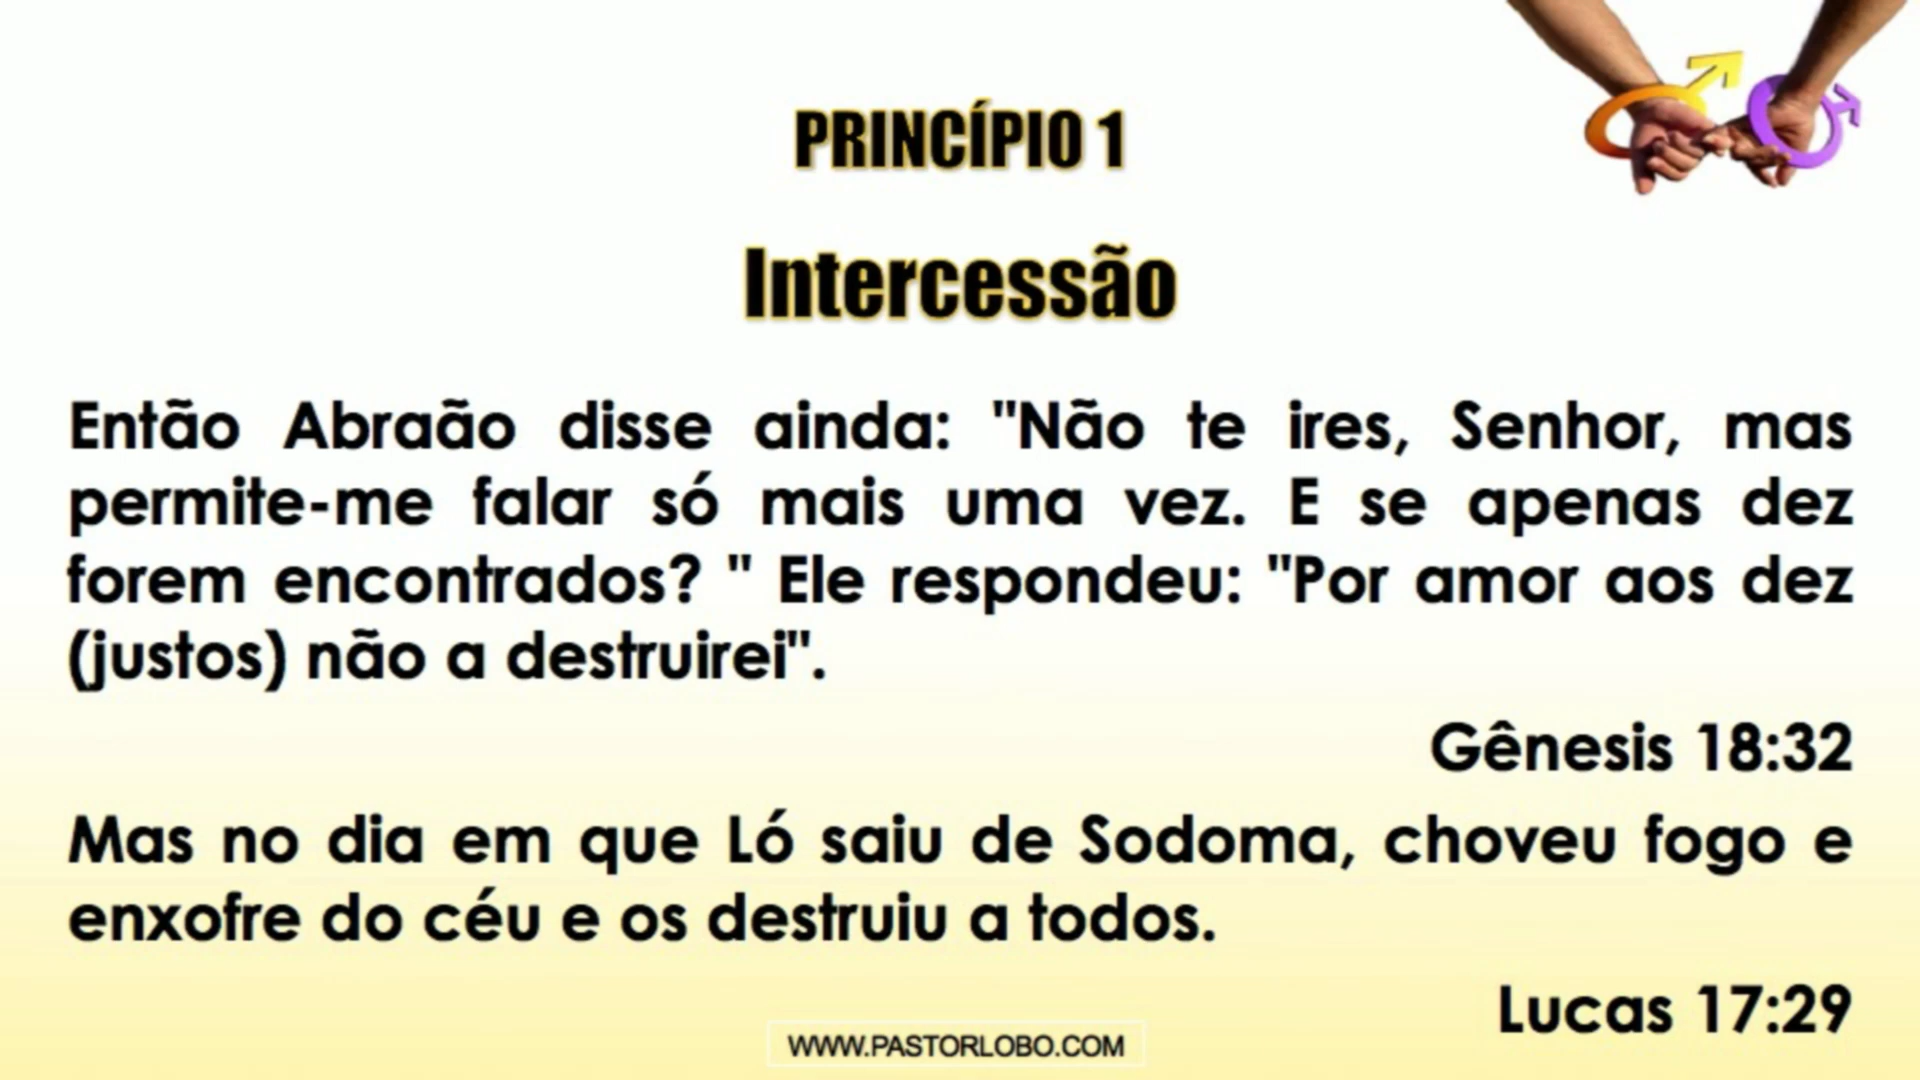 PRINCÍPIO 1
Intercessão
Então Abraão disse ainda: "Não te ires, Senhor, mas
permite-me falar só mais uma vez. E se apenas dez
forem encontrados? " Ele respondeu: "Por amor aos dez
(justos) não a destruirei".
Gênesis 18:32
Mas no dia em que Ló saiu de Sodoma, choveu fogo e
enxofre do céu e os destruiu a todos.
Lucas 17:29
WWW.PASTORLOBO.COM